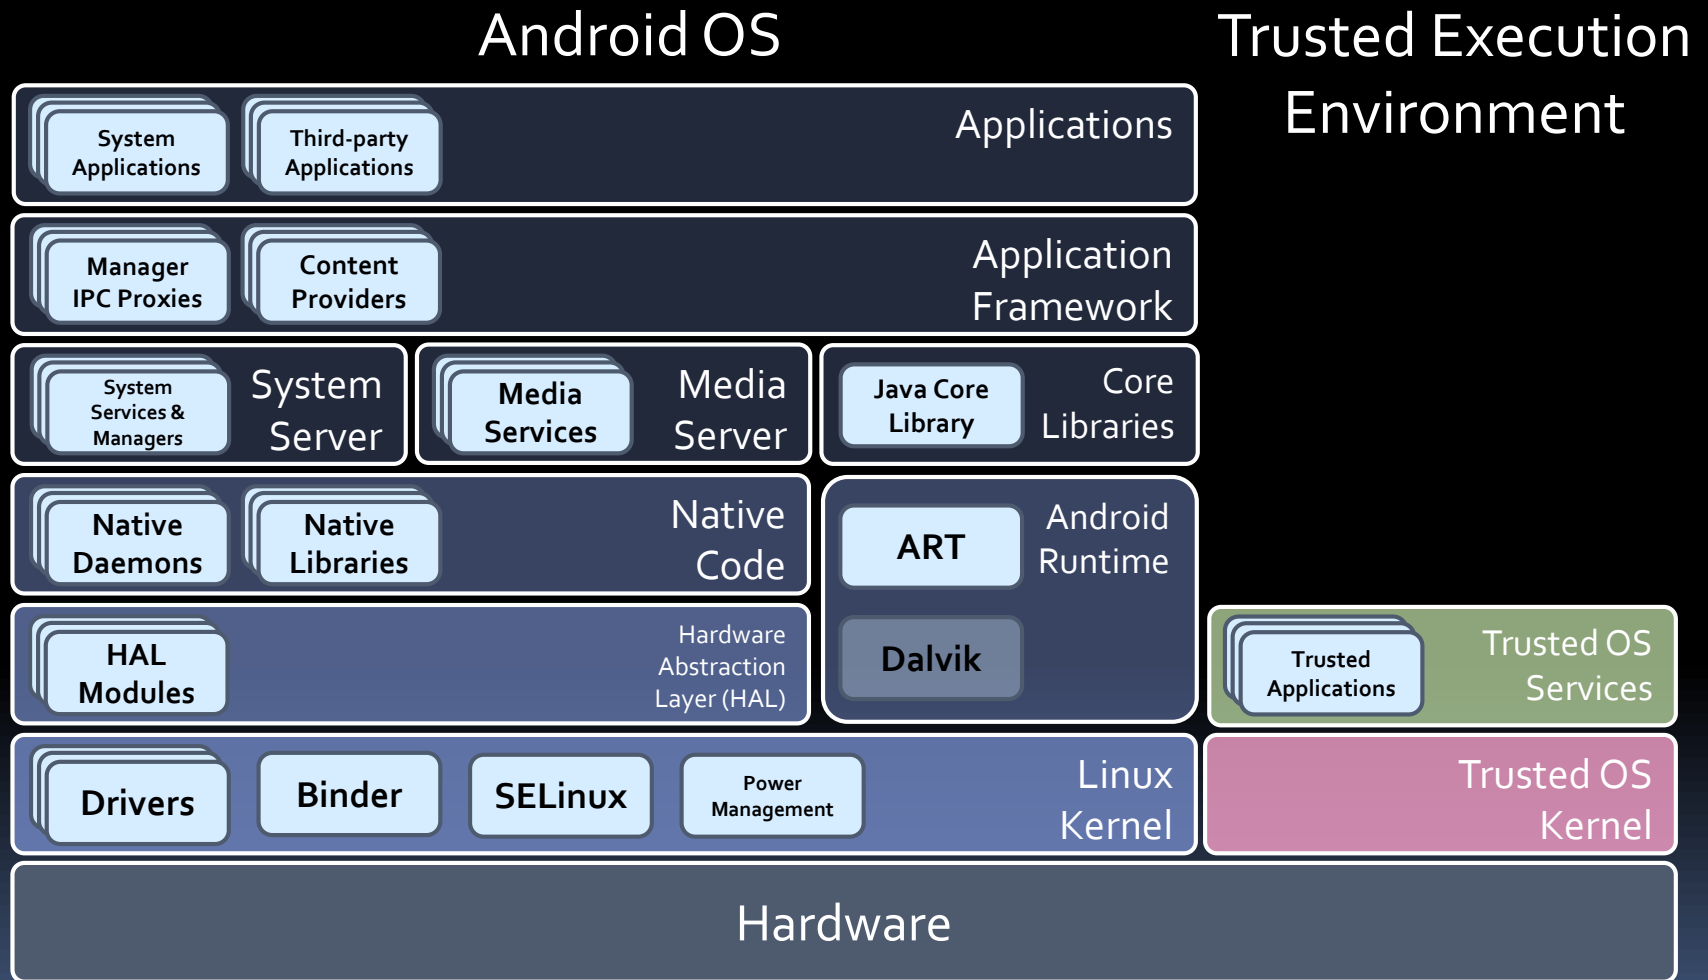 Android OS
Trusted Execution
Environment
System
Applications
Third-party
Applications
Applications
Manager
IPC Proxies
Content
Providers
Application
Framework
System
Services &
Managers
System
Server
Media
Services
Media
Server
Java Core
Library
Core
Libraries
Native
Daemons
Native
Libraries
Native
Code
ART
Android
Runtime
Dalvik
HAL
Modules
Hardware
Abstraction
Layer (HAL)
Trusted
Applications
Trusted OS
Services
Drivers
Binder
SELinux
Power
Management
Linux
Kernel
Trusted OS
Kernel
Hardware